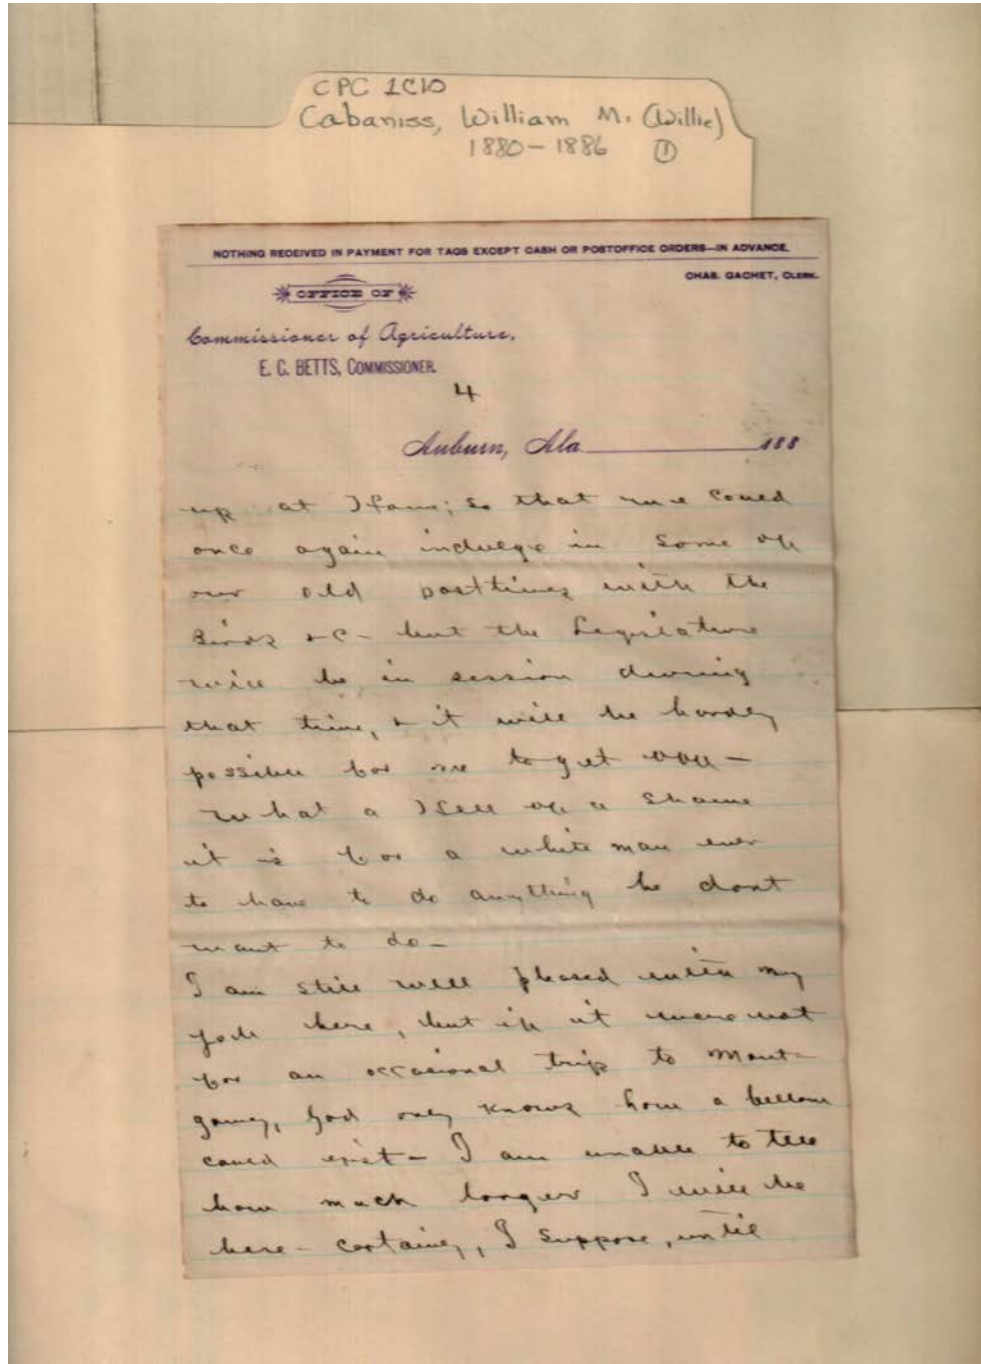 CPC 1C10
Cabaniss, William M. (Willie)
1880-1886 ①
NOTHING RECEIVED IN PAYMENT FOR TAGS EXCEPT CASH OR POSTOFFICE ORDERS—IN ADVANCE.
CHAS. GACHET, CLERK.
OFFICE OF
Commissioner of Agriculture,
E. C. BETTS, COMMISSIONER.
4
Auburn, Ala. 188
up at Home; so that we could
once again indulge in some of
our old pasttimes with the
Birds &C - but the Legislature
will be in session during
that time, & it will be hardly
possible for me to get off —
What a Hell of a Shame
it is for a white man ever
to have to do anything he dont
want to do —
I am still well pleased with my
job here, but if it were not
for an occasional trip to Mont-
gomery, God only knows how a fellow
could exist - I am unable to tell
how much longer I will be
here - certainly, I suppose, until